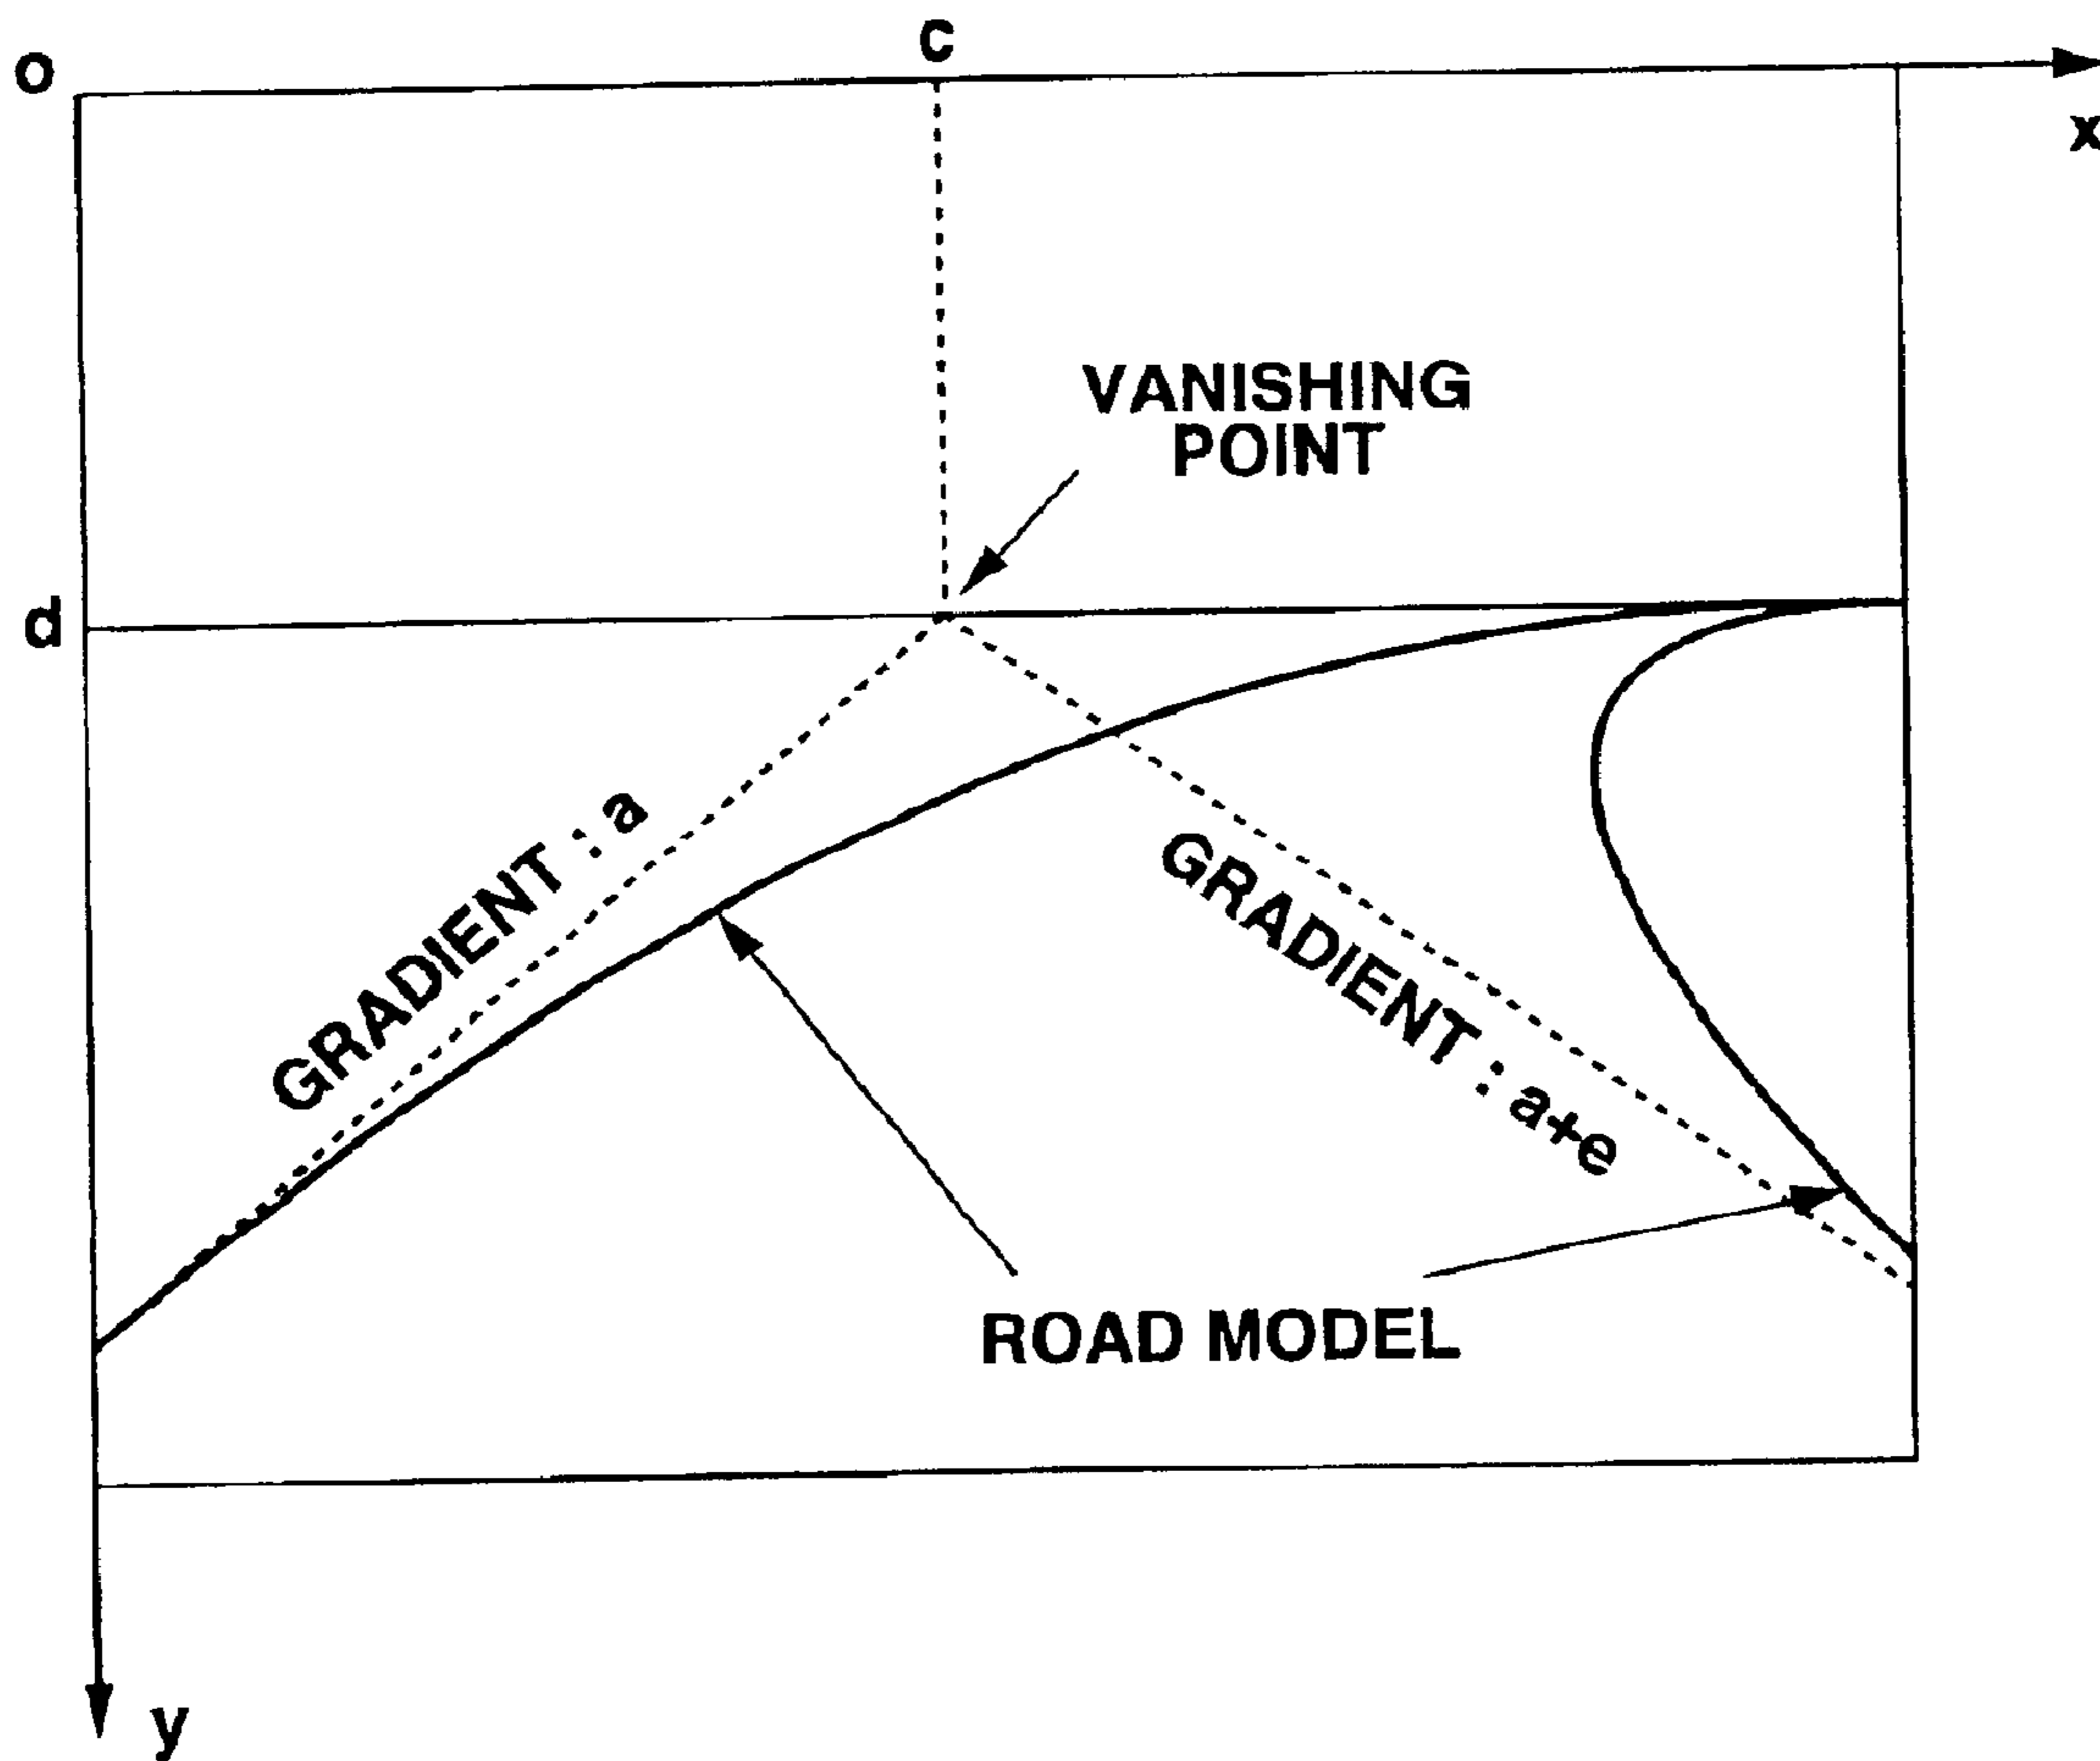 c
o
x
VANISHING
POINT
d
GRADIENT : a
GRADIENT : a+e
ROAD MODEL
y